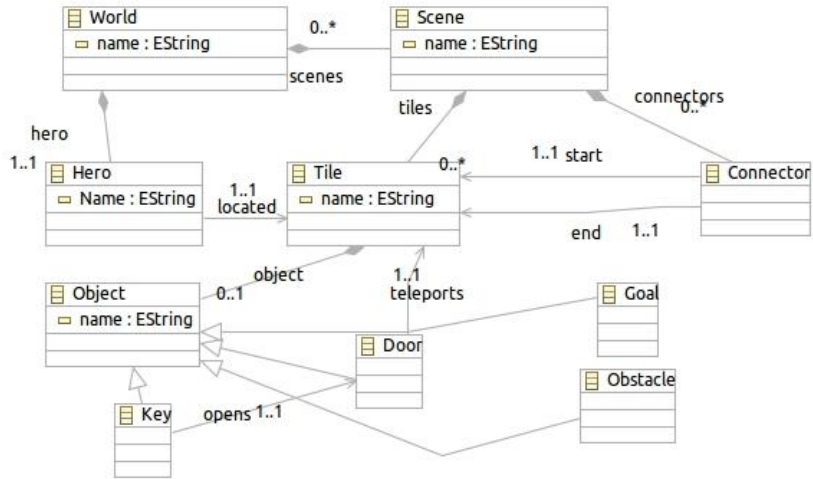 World
name : EString
0..*
scenes
Scene
name : EString
tiles
connectors
0..*
hero
1..1
Hero
Name : EString
1..1
located
Tile
name : EString
0..*
1..1 start
Connector
end
1..1
object
0..1
Object
name : EString
1..1
teleports
Goal
Door
Obstacle
Key
opens 1..1